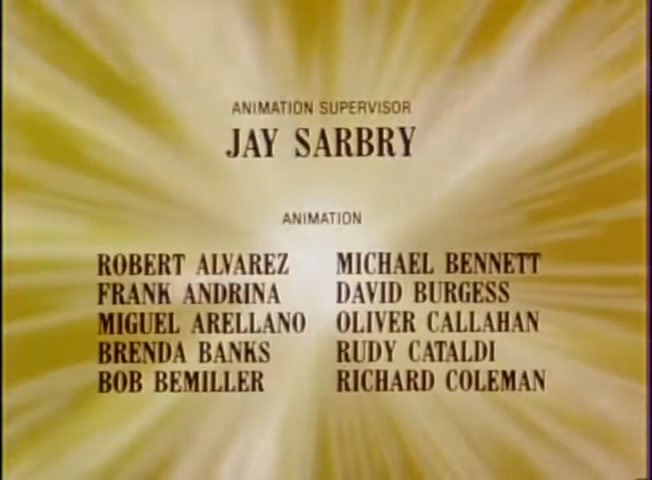 ANIMATION SUPERVISOR
JAY SARBRY
ANIMATION
ROBERT ALVAREZ
FRANK ANDRINA
MIGUEL ARELLANO
BRENDA BANKS
BOB BEMILLER
MICHAEL BENNETT
DAVID BURGESS
OLIVER CALLAHAN
RUDY CATALDI
RICHARD COLEMAN